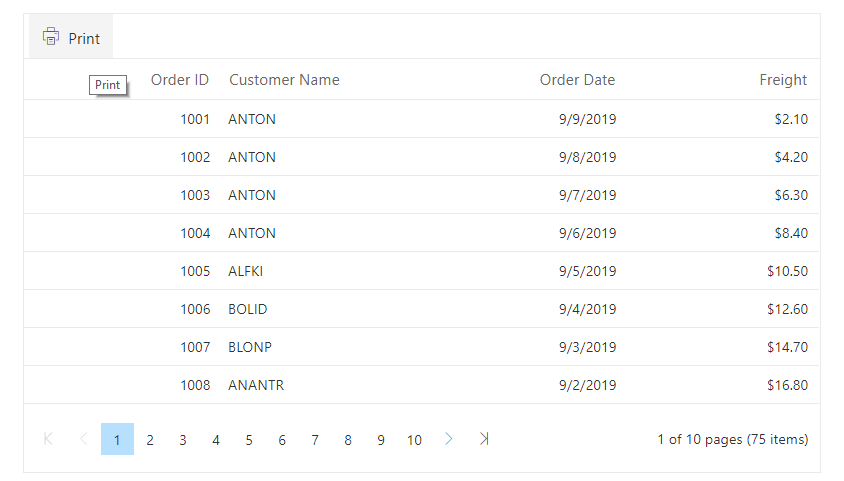 Print
Order ID Customer Name Order Date Freight
Print
1001 ANTON 9/9/2019 $2.10
1002 ANTON 9/8/2019 $4.20
1003 ANTON 9/7/2019 $6.30
1004 ANTON 9/6/2019 $8.40
1005 ALFKI 9/5/2019 $10.50
1006 BOLID 9/4/2019 $12.60
1007 BLONP 9/3/2019 $14.70
1008 ANANTR 9/2/2019 $16.80
1 2 3 4 5 6 7 8 9 10 1 of 10 pages (75 items)